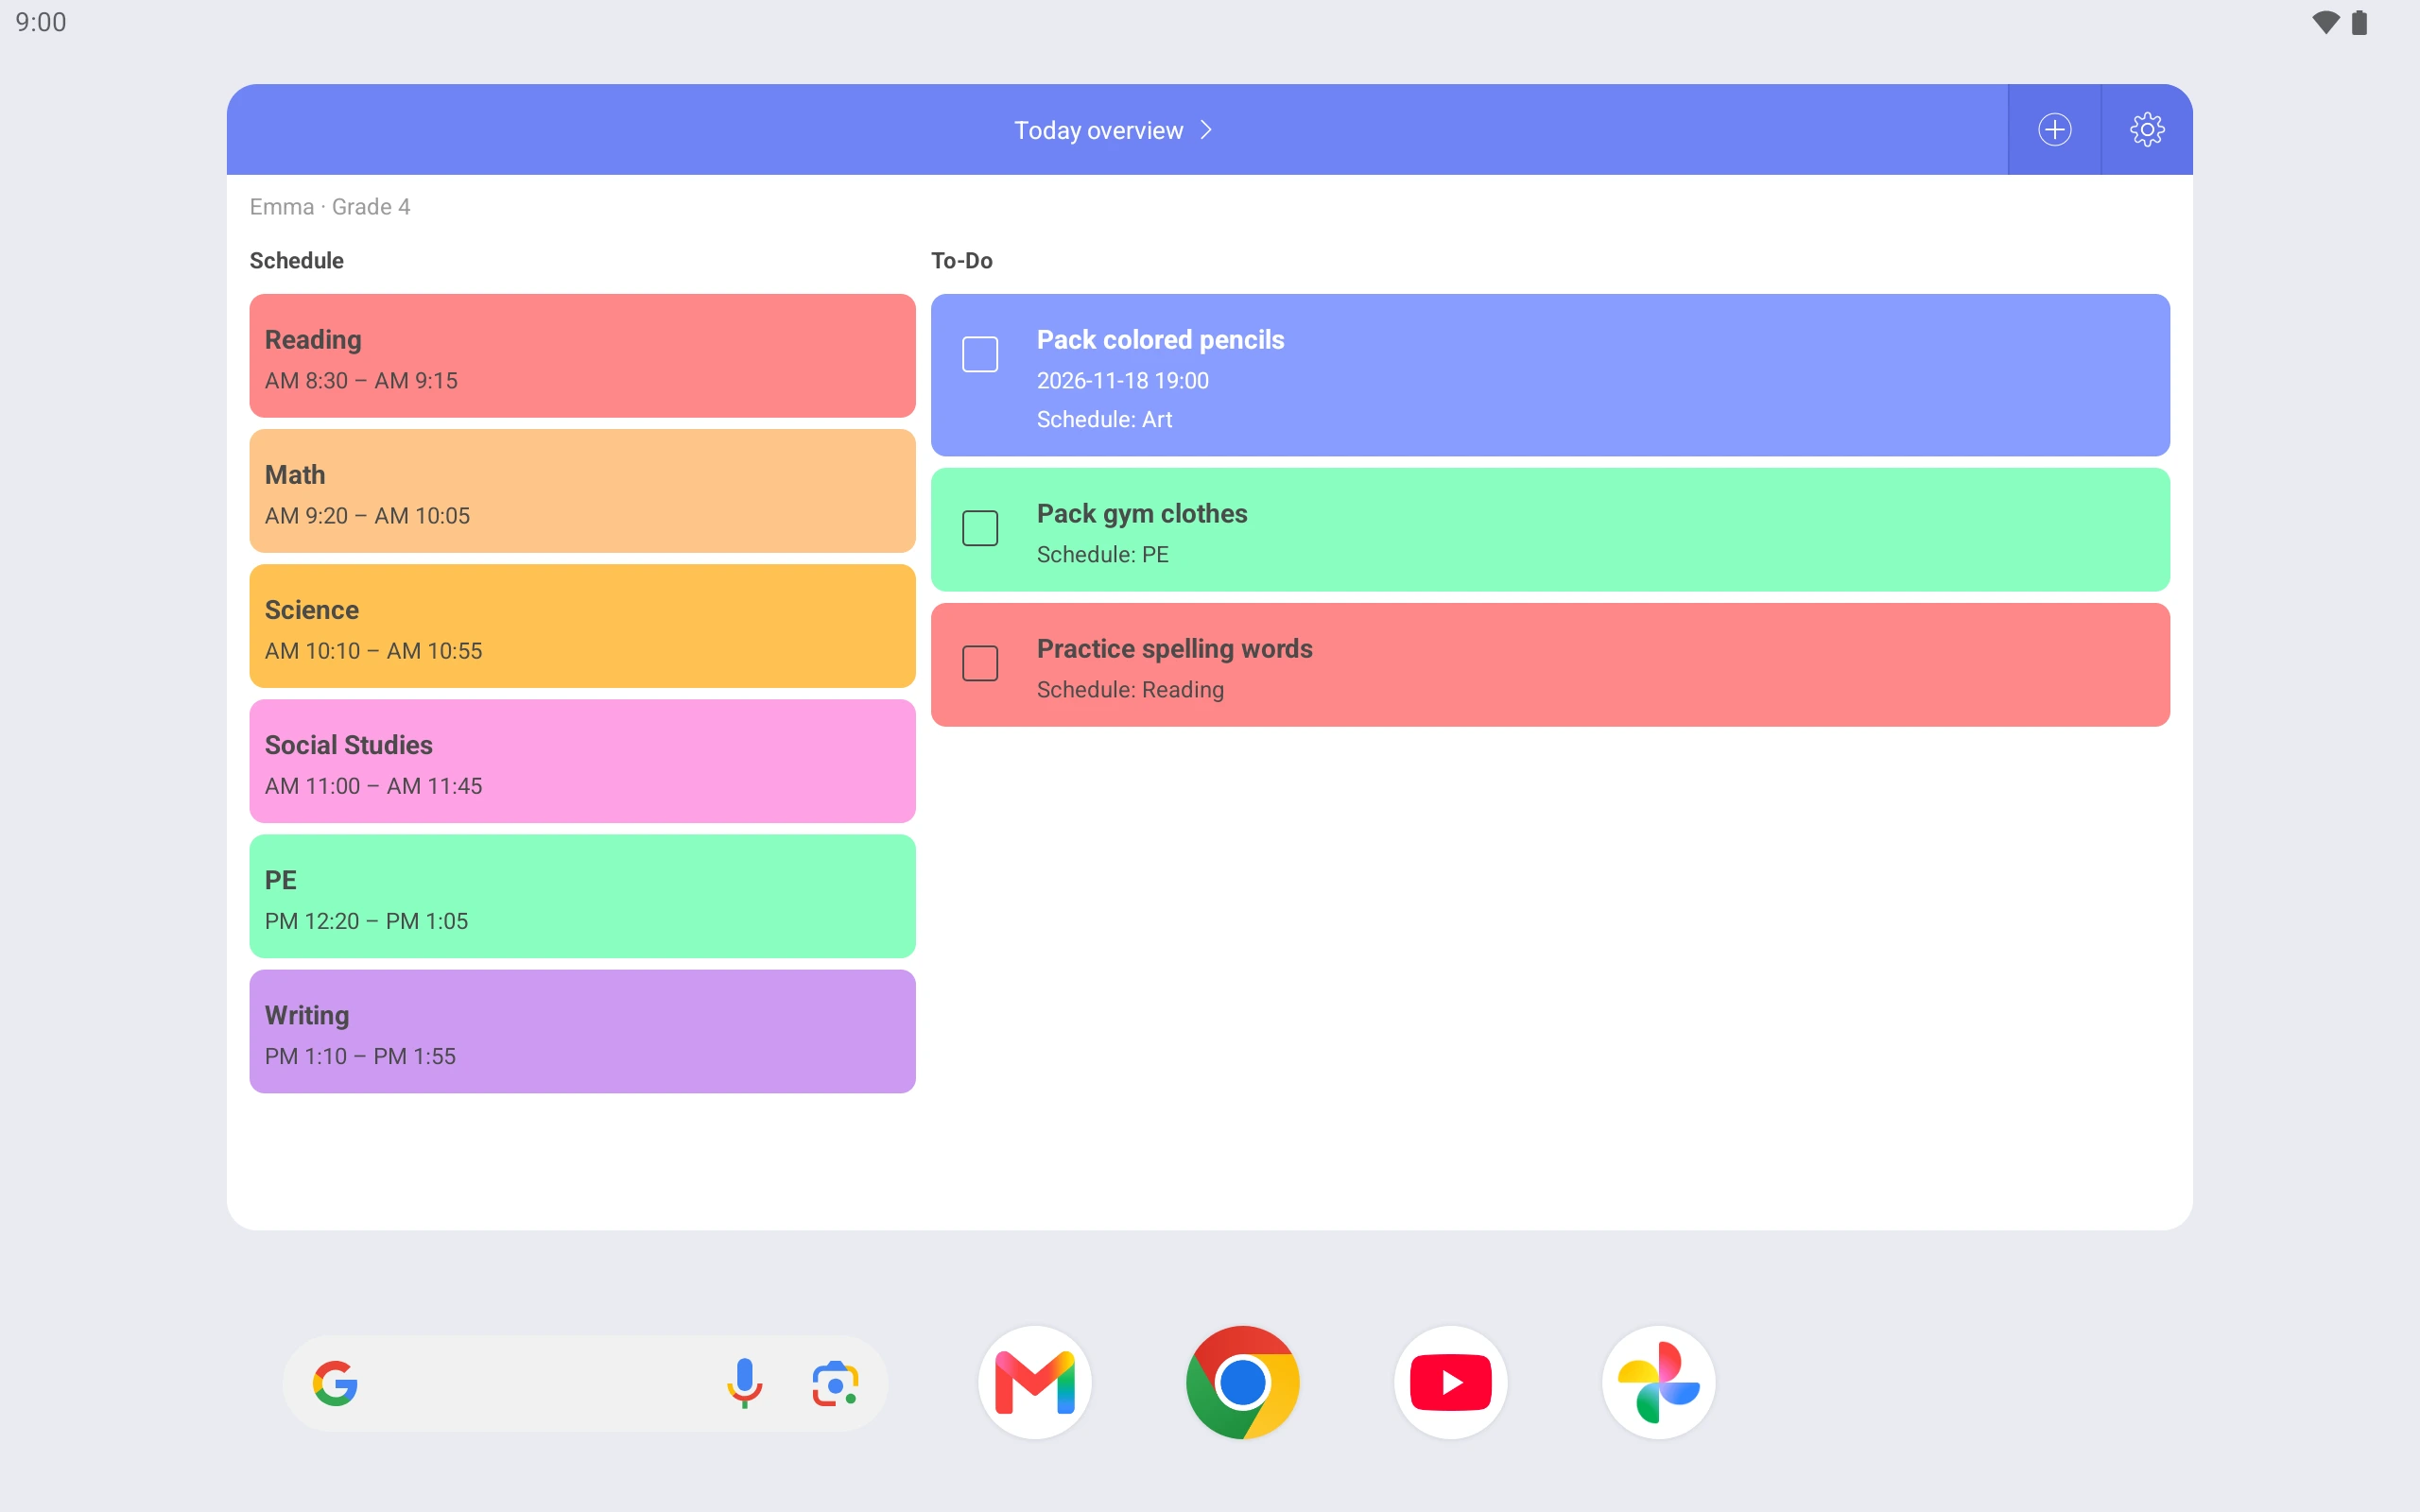 9:00
Today overview
Emma · Grade 4
Schedule
Reading
AM 8:30 – AM 9:15
Math
AM 9:20 – AM 10:05
Science
AM 10:10 – AM 10:55
Social Studies
AM 11:00 – AM 11:45
PE
PM 12:20 – PM 1:05
Writing
PM 1:10 – PM 1:55
To-Do
Pack colored pencils
2026-11-18 19:00
Schedule: Art
Pack gym clothes
Schedule: PE
Practice spelling words
Schedule: Reading